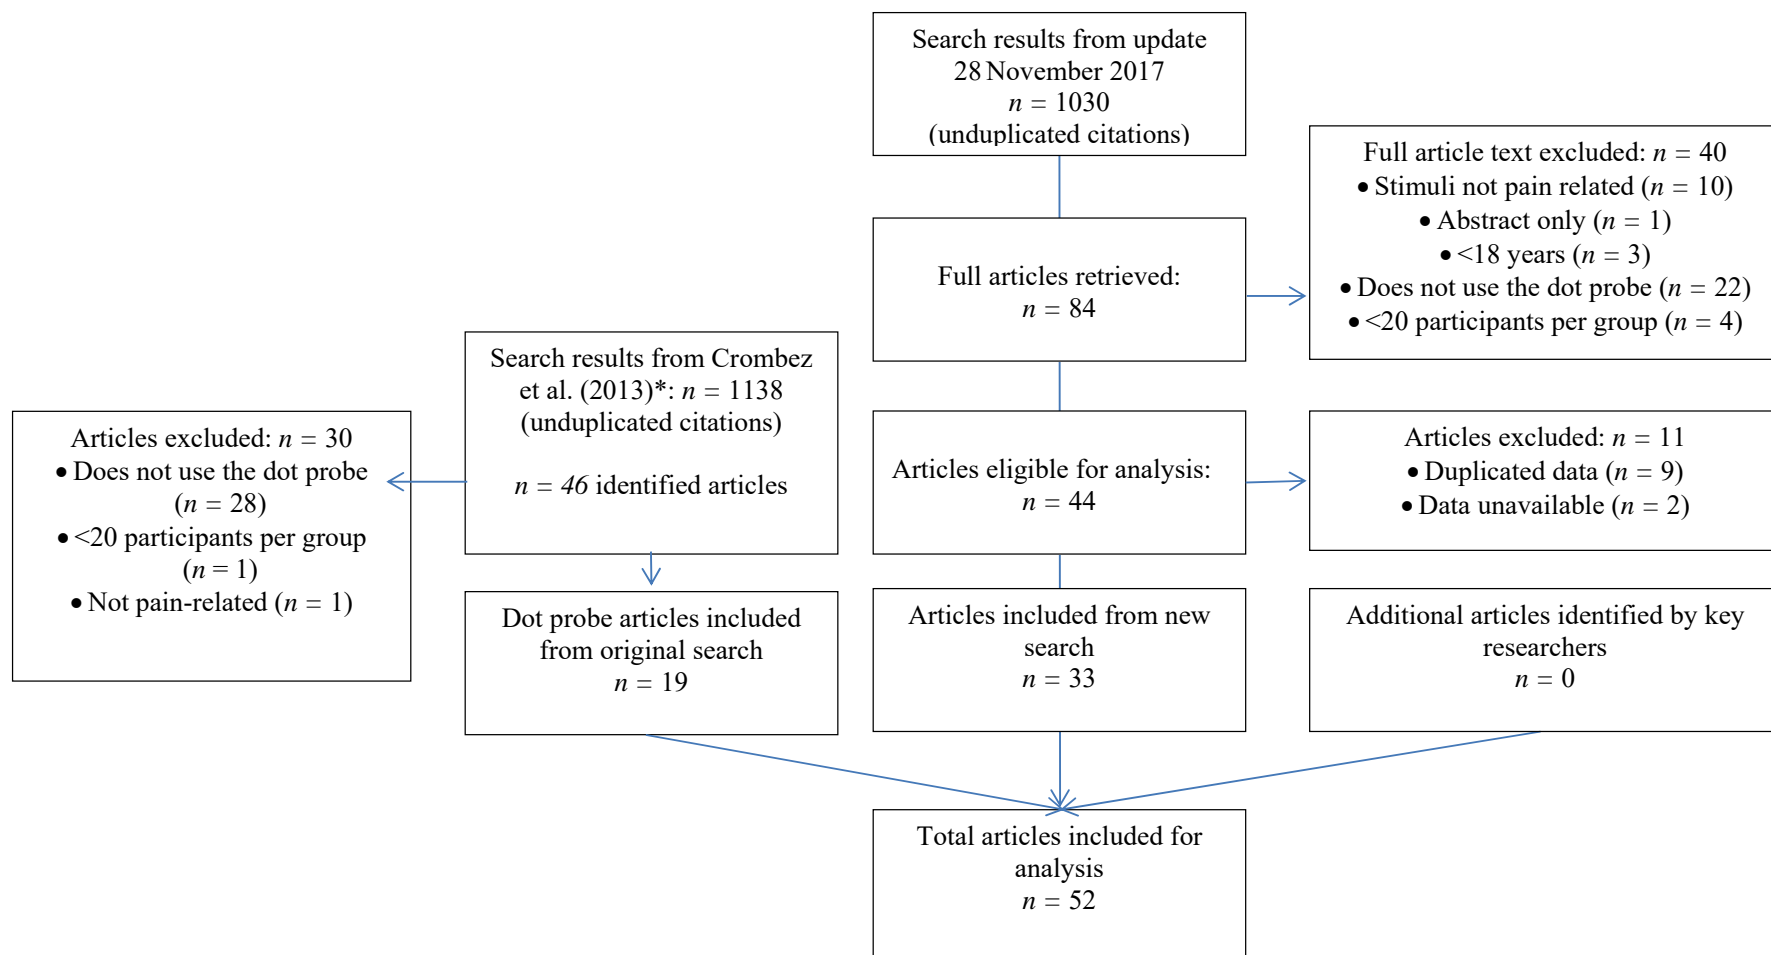 Search results from update
28 November 2017
n = 1030
(unduplicated citations)
Full article text excluded: n = 40
• Stimuli not pain related (n = 10)
• Abstract only (n = 1)
• <18 years (n = 3)
• Does not use the dot probe (n = 22)
• <20 participants per group (n = 4)
Full articles retrieved:
n = 84
Search results from Crombez
et al. (2013)*: n = 1138
(unduplicated citations)
n = 46 identified articles
Articles excluded: n = 30
• Does not use the dot probe
(n = 28)
• <20 participants per group
(n = 1)
• Not pain-related (n = 1)
Articles eligible for analysis:
n = 44
Articles excluded: n = 11
• Duplicated data (n = 9)
• Data unavailable (n = 2)
Dot probe articles included
from original search
n = 19
Articles included from new
search
n = 33
Additional articles identified by key
researchers
n = 0
Total articles included for
analysis
n = 52